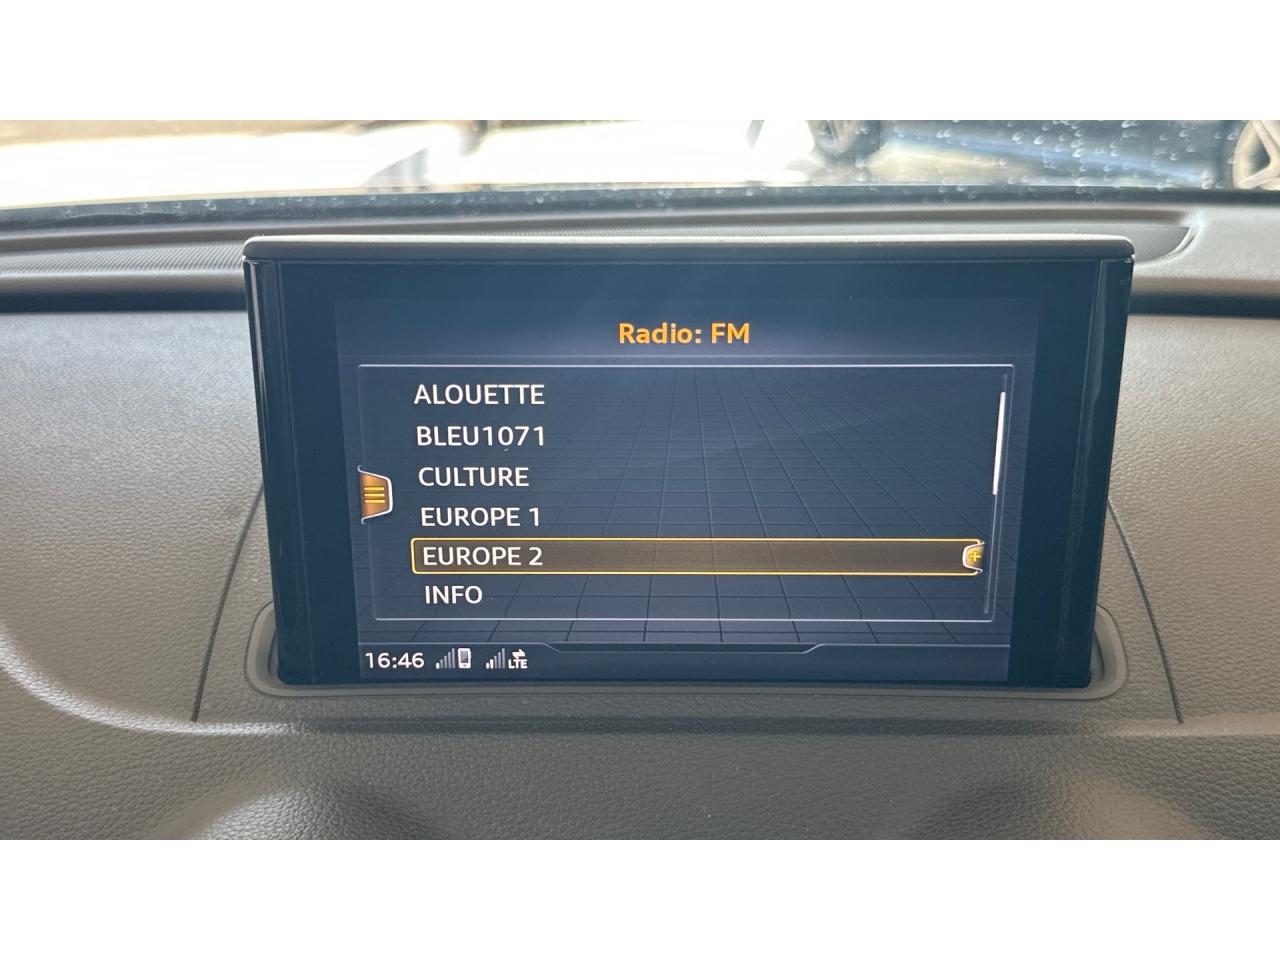 Radio: FM
ALOUETTE
BLEU1071
CULTURE
EUROPE 1
EUROPE 2
INFO
16:46 LTE